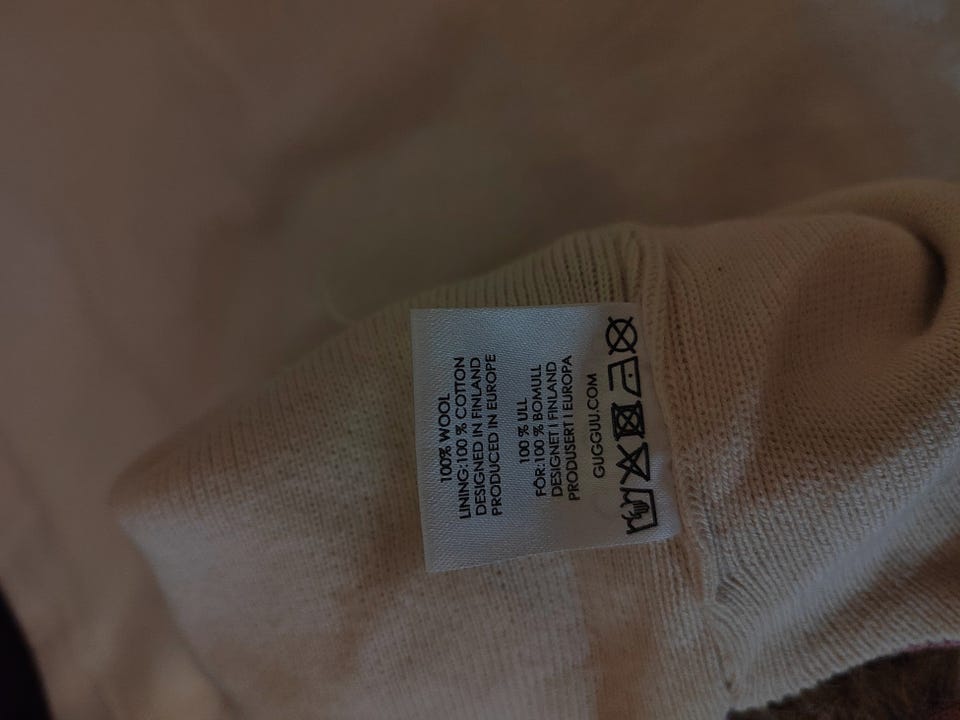 100% WOOL
LINING:100 % COTTON
DESIGNED IN FINLAND
PRODUCED IN EUROPE
100 % ULL
FÓR:100 % BOMULL
DESIGNET I FINLAND
PRODUSERT I EUROPA
GUGGUU.COM